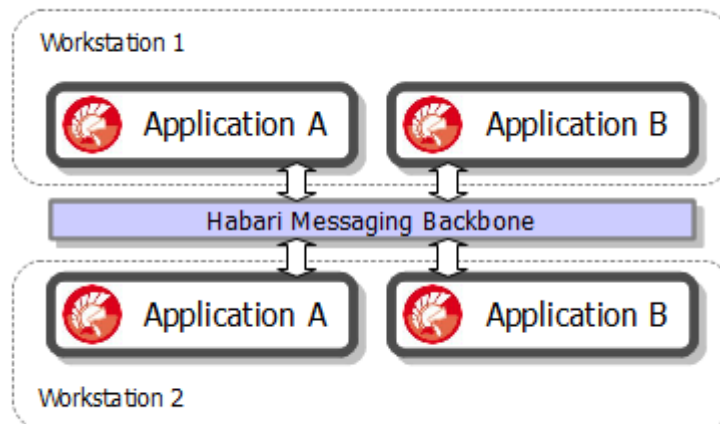 Workstation 1
Application A
Application B
Habari Messaging Backbone
Application A
Application B
Workstation 2